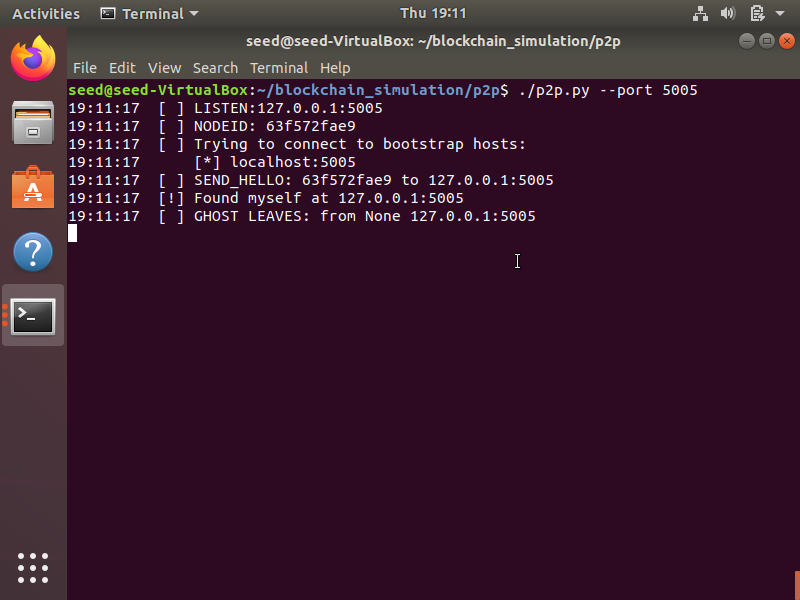 Activities Terminal Thu 19:11
seed@seed-VirtualBox: ~/blockchain_simulation/p2p
File Edit View Search Terminal Help
seed@seed-VirtualBox:~/blockchain_simulation/p2p$ ./p2p.py --port 5005
19:11:17  [ ] LISTEN:127.0.0.1:5005
19:11:17  [ ] NODEID: 63f572fae9
19:11:17  [ ] Trying to connect to bootstrap hosts:
19:11:17      [*] localhost:5005
19:11:17  [ ] SEND_HELLO: 63f572fae9 to 127.0.0.1:5005
19:11:17  [!] Found myself at 127.0.0.1:5005
19:11:17  [ ] GHOST LEAVES: from None 127.0.0.1:5005